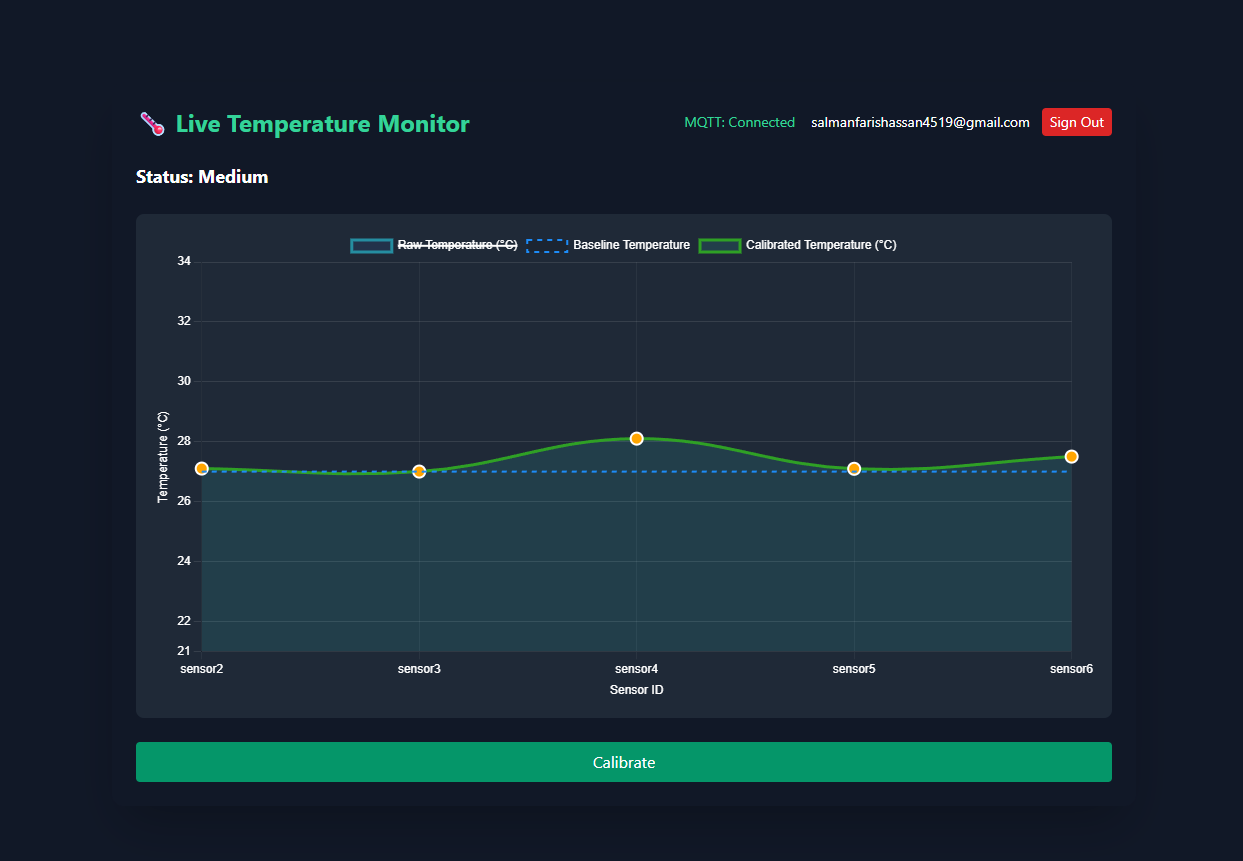 Live Temperature Monitor
MQTT: Connected salmanfarishassan4519@gmail.com Sign Out
Status: Medium
Raw Temperature (°C) Baseline Temperature Calibrated Temperature (°C)
34
32
30
28
26
24
22
21
Temperature (°C)
sensor2 sensor3 sensor4 sensor5 sensor6
Sensor ID
Calibrate